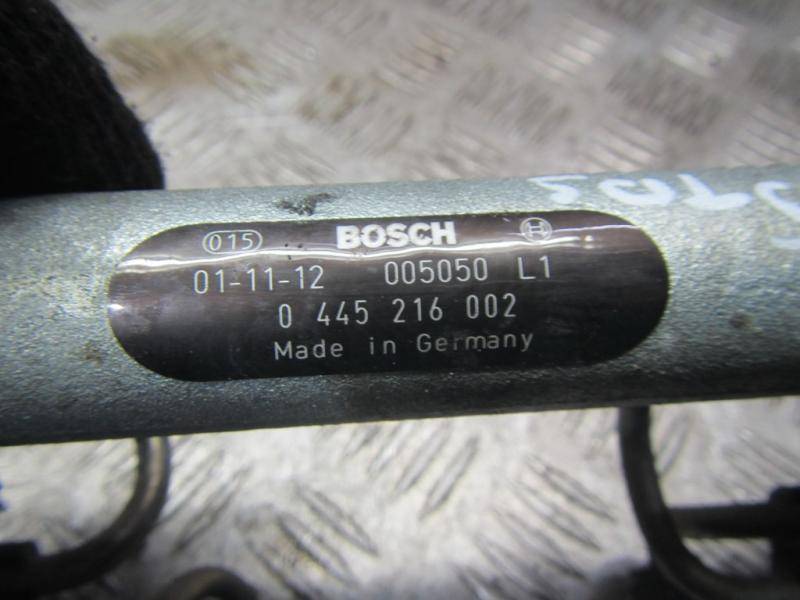 015 BOSCH H
01-11-12 005050 L1
0 445 216 002
Made in Germany